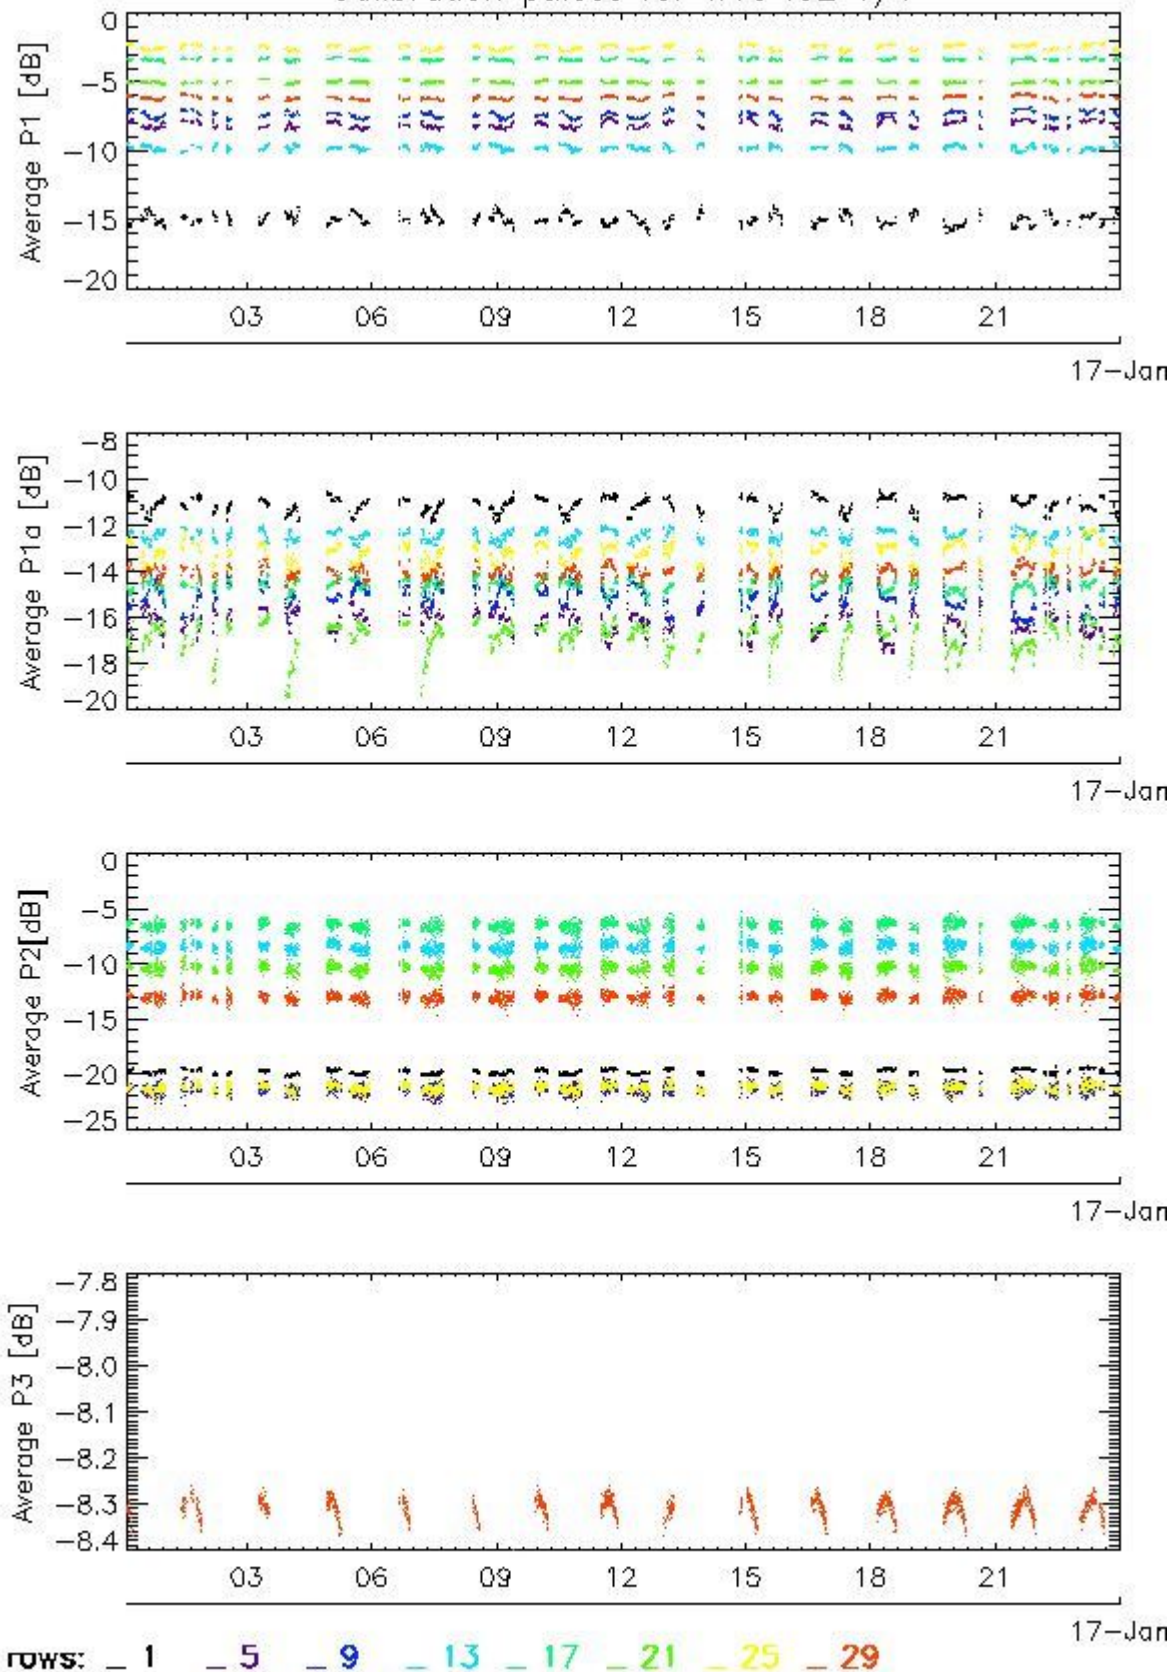 0
−5
−10
−15
−20
Average P1 [dB]
03 06 09 12 15 18 21
17−Jan
−8
−10
−12
−14
−16
−18
−20
Average P1a [dB]
03 06 09 12 15 18 21
17−Jan
0
−5
−10
−15
−20
−25
Average P2[dB]
03 06 09 12 15 18 21
17−Jan
−7.8
−7.9
−8.0
−8.1
−8.2
−8.3
−8.4
Average P3 [dB]
03 06 09 12 15 18 21
17−Jan
rows: _ 1 _ 5 _ 9 _ 13 _ 17 _ 21 _ 25 _ 29